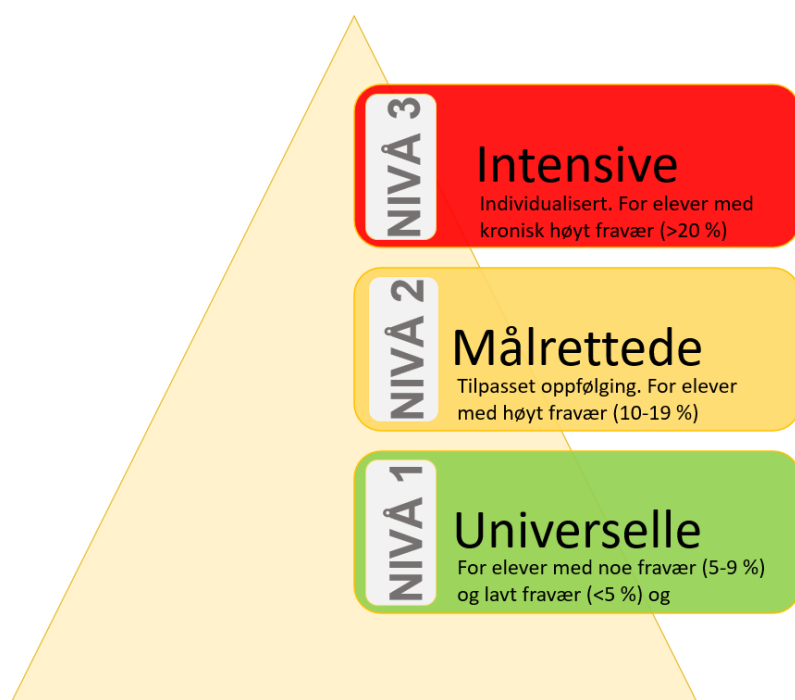 NIVÅ 3
Intensive
Individualisert. For elever med
kronisk høyt fravær (>20 %)
NIVÅ 2
Målrettede
Tilpasset oppfølging. For elever
med høyt fravær (10-19 %)
NIVÅ 1
Universelle
For elever med noe fravær (5-9 %)
og lavt fravær (<5 %) og